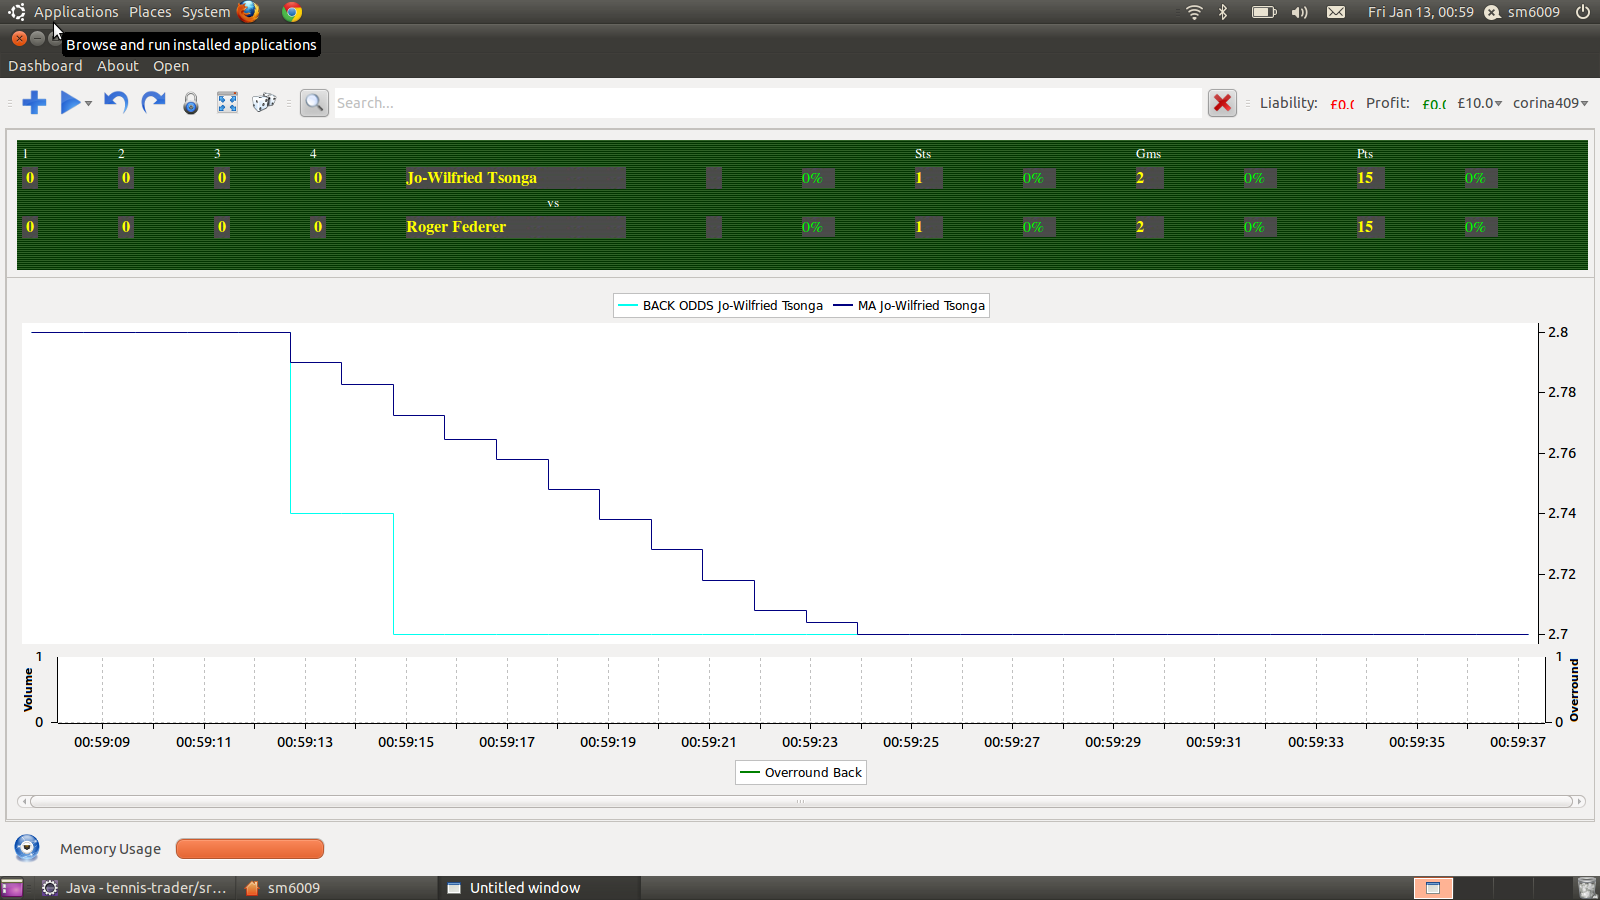 Applications Places System Fri Jan 13, 00:59 sm6009
Browse and run installed applications
Dashboard About Open
Search... Liability: £0.( Profit: £0.( £10.0 corina409
1 2 3 4 Sts Gms Pts
0 0 0 0 Jo-Wilfried Tsonga 0% 1 0% 2 0% 15 0%
vs
0 0 0 0 Roger Federer 0% 1 0% 2 0% 15 0%
BACK ODDS Jo-Wilfried Tsonga MA Jo-Wilfried Tsonga
2.8
2.78
2.76
2.74
2.72
2.7
1 1
Volume Overround
0 0
00:59:09 00:59:11 00:59:13 00:59:15 00:59:17 00:59:19 00:59:21 00:59:23 00:59:25 00:59:27 00:59:29 00:59:31 00:59:33 00:59:35 00:59:37
Overround Back
Memory Usage
Java - tennis-trader/sr... sm6009 Untitled window